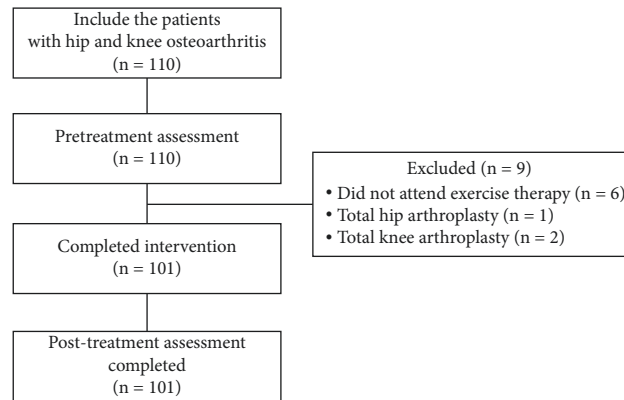 Include the patients
with hip and knee osteoarthritis
(n = 110)
Pretreatment assessment
(n = 110)
Excluded (n = 9)
• Did not attend exercise therapy (n = 6)
• Total hip arthroplasty (n = 1)
• Total knee arthroplasty (n = 2)
Completed intervention
(n = 101)
Post-treatment assessment
completed
(n = 101)